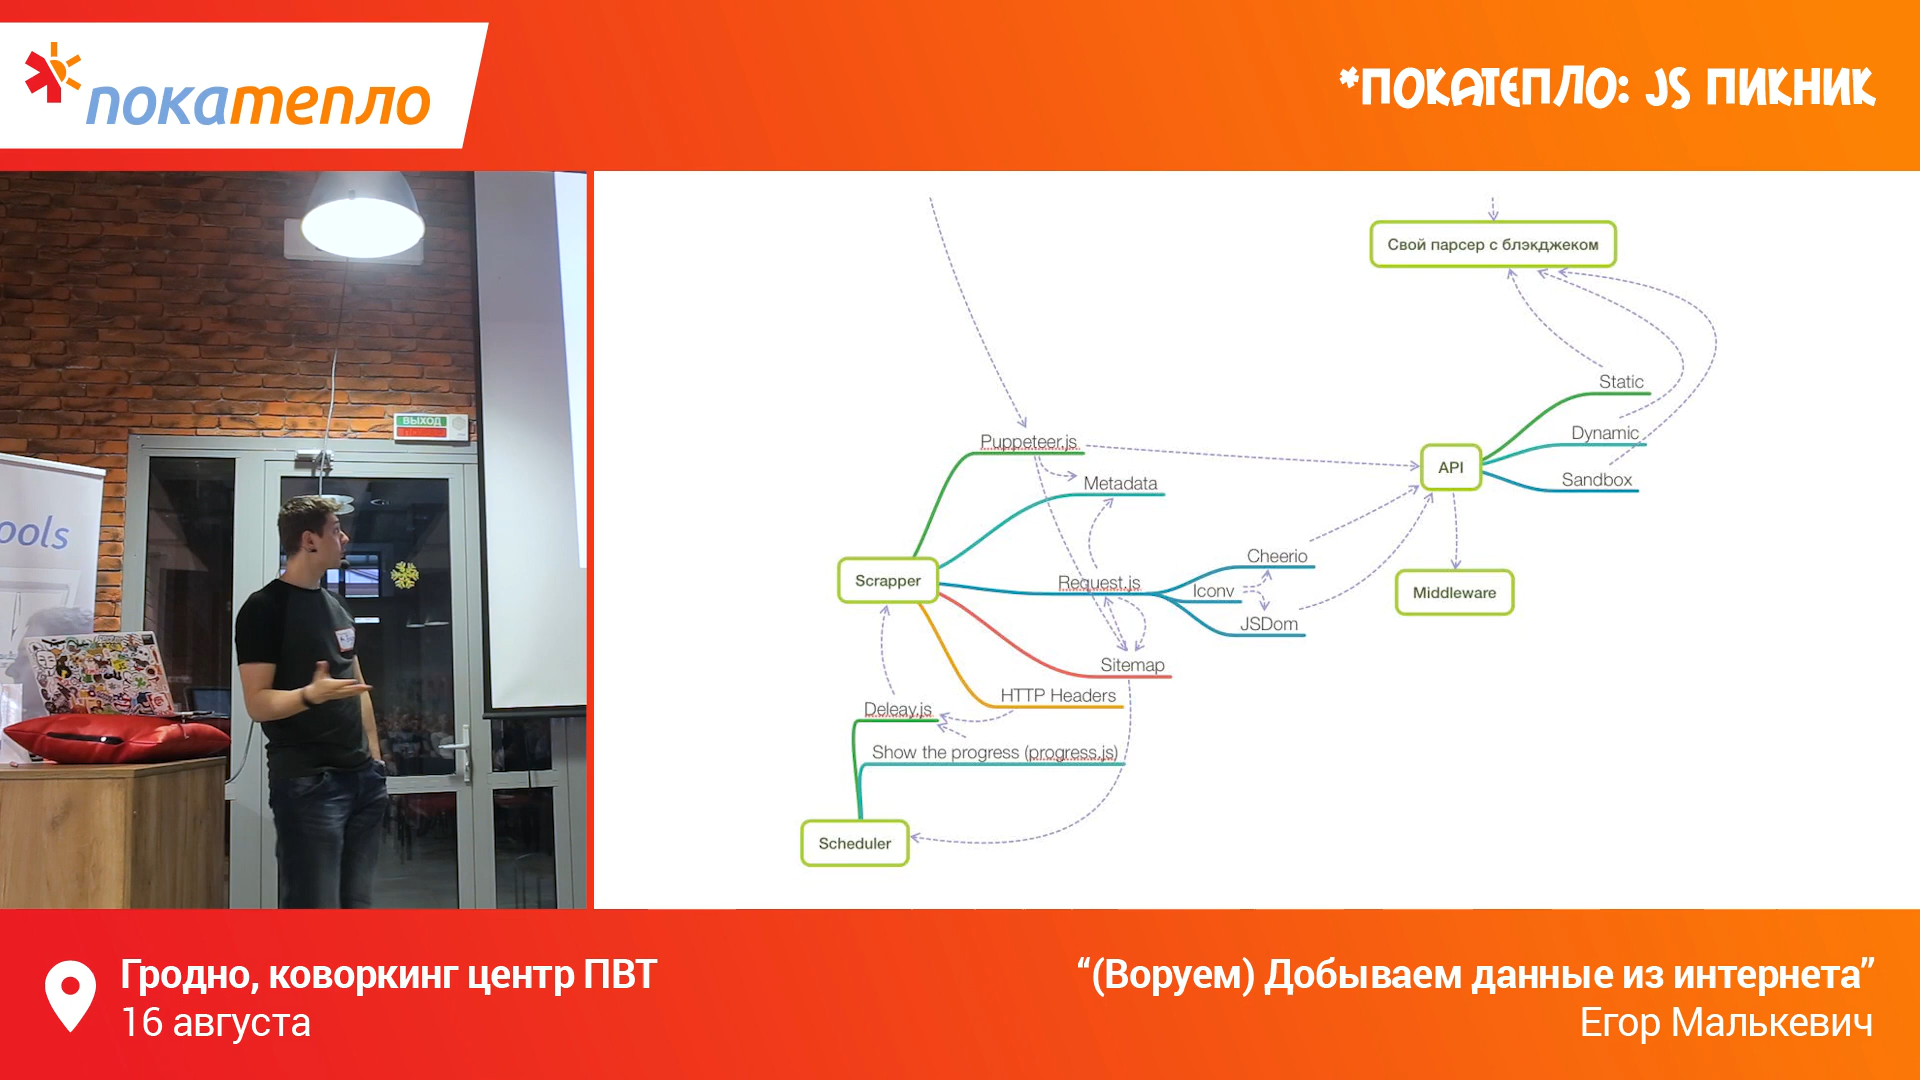 покатепло
*ПОКАТЕПЛО: JS ПИКНИК
ВЫХОД
ools
Свой парсер с блэкджеком
Static
Dynamic
Sandbox
API
Middleware
Puppeteer.js
Metadata
Scrapper
Request.js
Cheerio
Iconv
JSDom
Sitemap
HTTP Headers
Deleay.js
Show the progress (progress.js)
Scheduler
Гродно, коворкинг центр ПВТ
16 августа
“(Воруем) Добываем данные из интернета”
Егор Малькевич